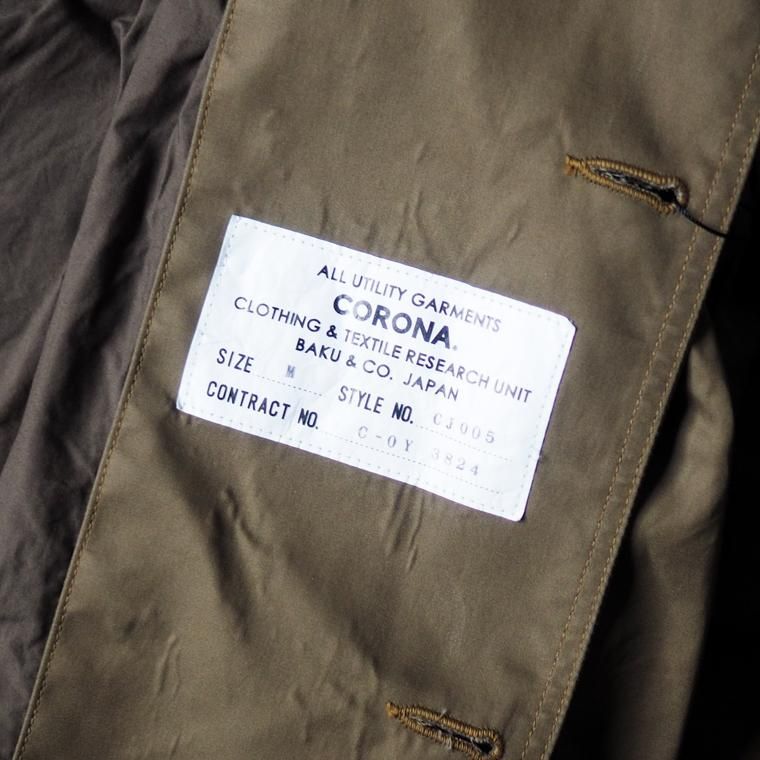 ALL UTILITY GARMENTS
CORONA.
CLOTHING & TEXTILE RESEARCH UNIT
BAKU & CO. JAPAN
SIZE M STYLE NO. CJ005
CONTRACT NO. C-OY 3824